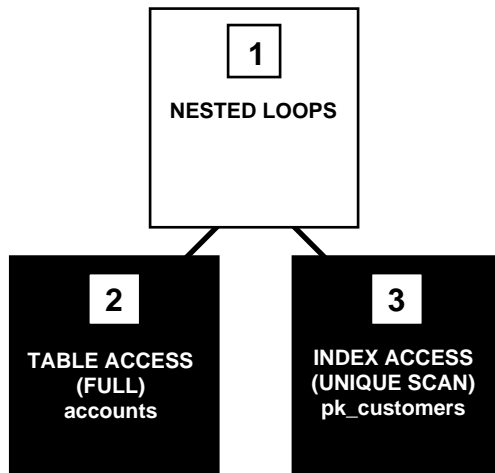 1
NESTED LOOPS
2
TABLE ACCESS
(FULL)
accounts
3
INDEX ACCESS
(UNIQUE SCAN)
pk_customers